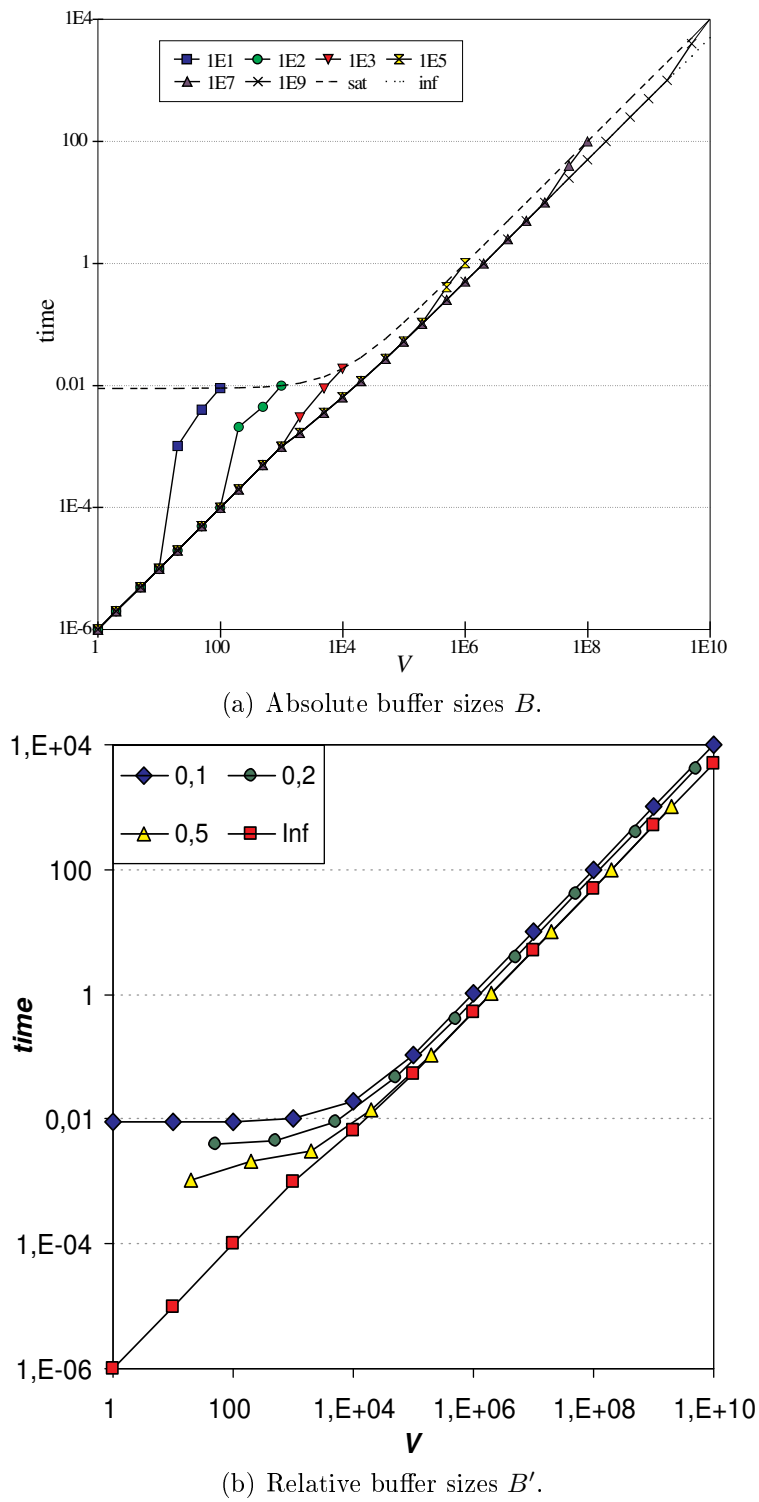 1E4
1E1 1E2 1E3 1E5
1E7 1E9 sat inf
100
1
time
0.01
1E-4
1E-6
1 100 1E4 1E6 1E8 1E10
V
(a) Absolute buffer sizes B.
1,E+04
0,1 0,2
0,5 Inf
100
1
time
0,01
1,E-04
1,E-06
1 100 1,E+04 1,E+06 1,E+08 1,E+10
V
(b) Relative buffer sizes B′.